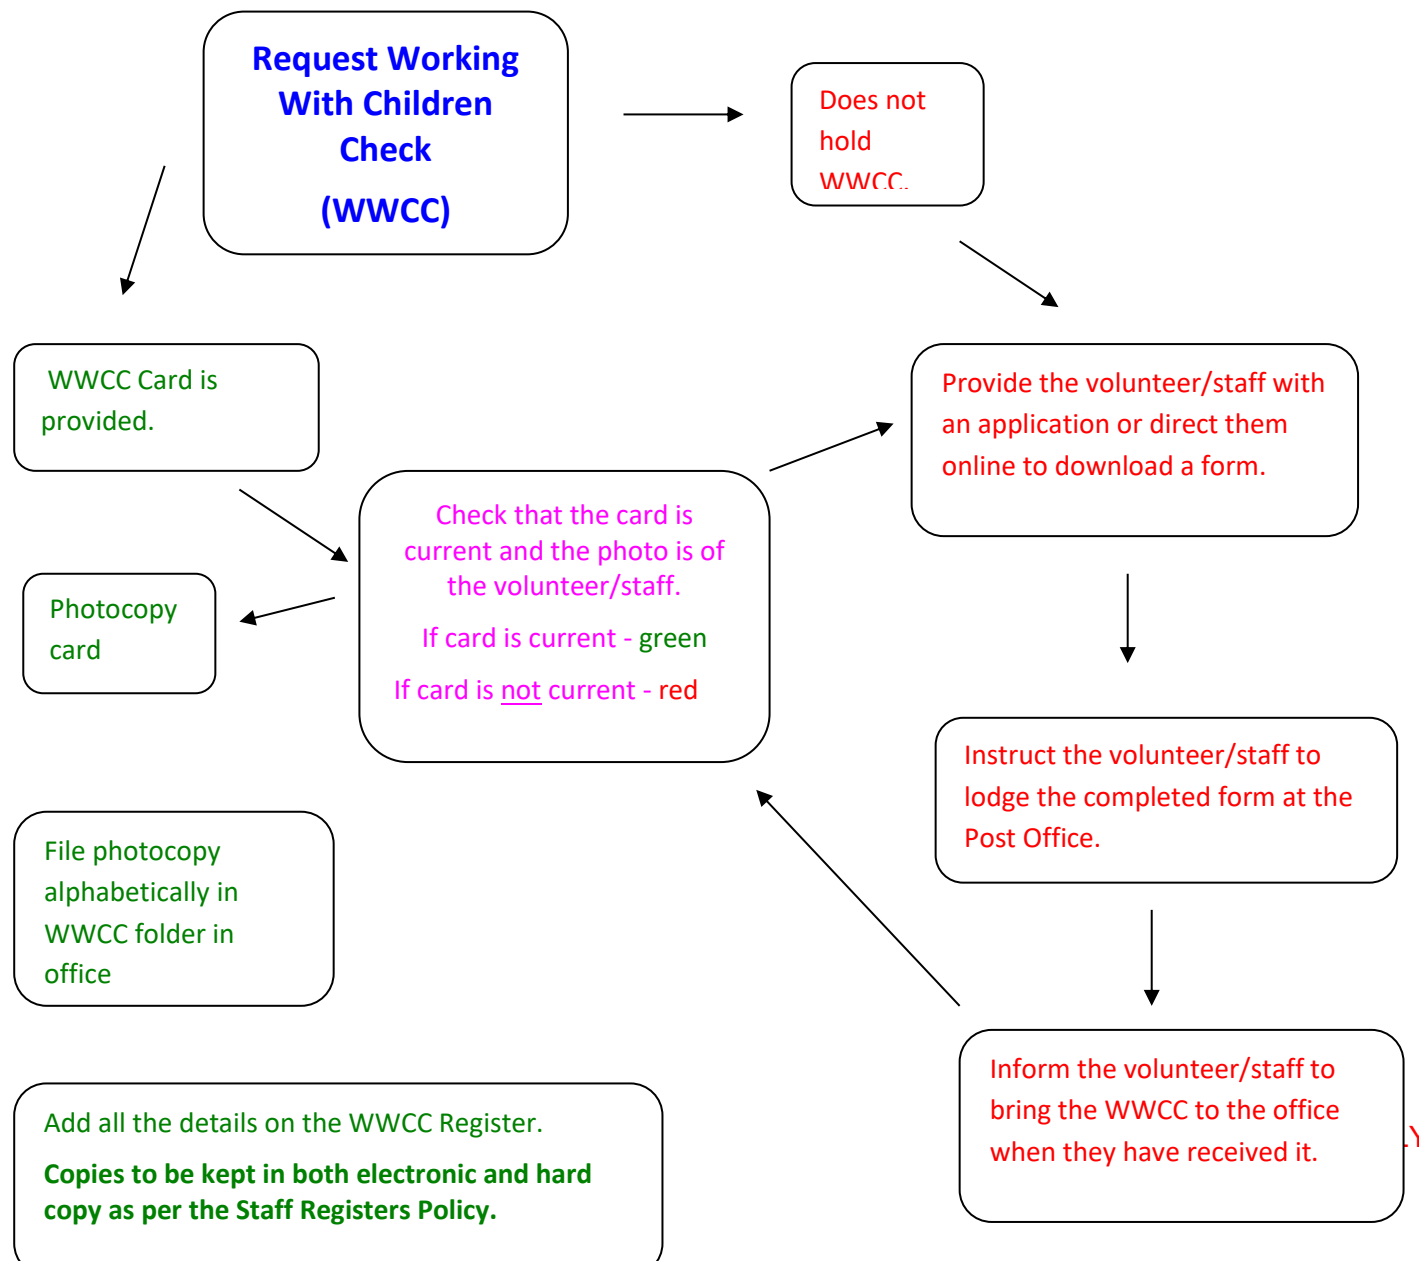 Request Working
With Children
Check
(WWCC)
Does not
hold
WWCC.
WWCC Card is
provided.
Provide the volunteer/staff with
an application or direct them
online to download a form.
Check that the card is
current and the photo is of
the volunteer/staff.
If card is current - green
If card is not current - red
Photocopy
card
Instruct the volunteer/staff to
lodge the completed form at the
Post Office.
File photocopy
alphabetically in
WWCC folder in
office
Inform the volunteer/staff to
bring the WWCC to the office
when they have received it.
Add all the details on the WWCC Register.
Copies to be kept in both electronic and hard
copy as per the Staff Registers Policy.